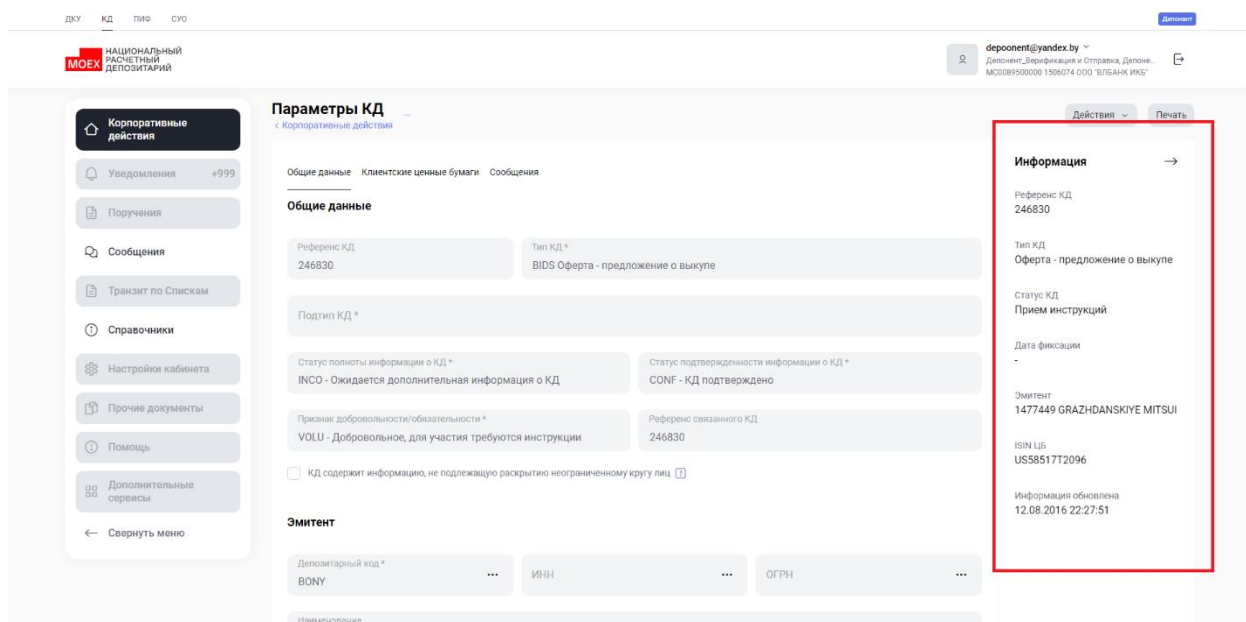 ДКУ КД ПИФ СУО
Депонент
MOEX НАЦИОНАЛЬНЫЙ РАСЧЕТНЫЙ ДЕПОЗИТАРИЙ
depoonent@yandex.by
Депонент_Верификация и Отправка, Депоне...
MC0089500000 1506074 ООО "ВЛБАНК ИКБ"
Корпоративные
действия
Уведомления +999
Поручения
Сообщения
Транзит по Спискам
Справочники
Настройки кабинета
Прочие документы
Помощь
Дополнительные
сервисы
← Свернуть меню
Параметры КД
< Корпоративные действия
Действия Печать
Общие данные Клиентские ценные бумаги Сообщения
Общие данные
Референс КД
246830
Тип КД *
BIDS Оферта - предложение о выкупе
Подтип КД *
Статус полноты информации о КД *
INCO - Ожидается дополнительная информация о КД
Статус подтвержденности информации о КД *
CONF - КД подтверждено
Признак добровольности/обязательности *
VOLU - Добровольное, для участия требуются инструкции
Референс связанного КД
246830
КД содержит информацию, не подлежащую раскрытию неограниченному кругу лиц [?]
Эмитент
Депозитарный код *
BONY ...
ИНН ...
ОГРН ...
Наименование
Информация →
Референс КД
246830
Тип КД
Оферта - предложение о выкупе
Статус КД
Прием инструкций
Дата фиксации
-
Эмитент
1477449 GRAZHDANSKIYE MITSUI
ISIN ЦБ
US58517T2096
Информация обновлена
12.08.2016 22:27:51